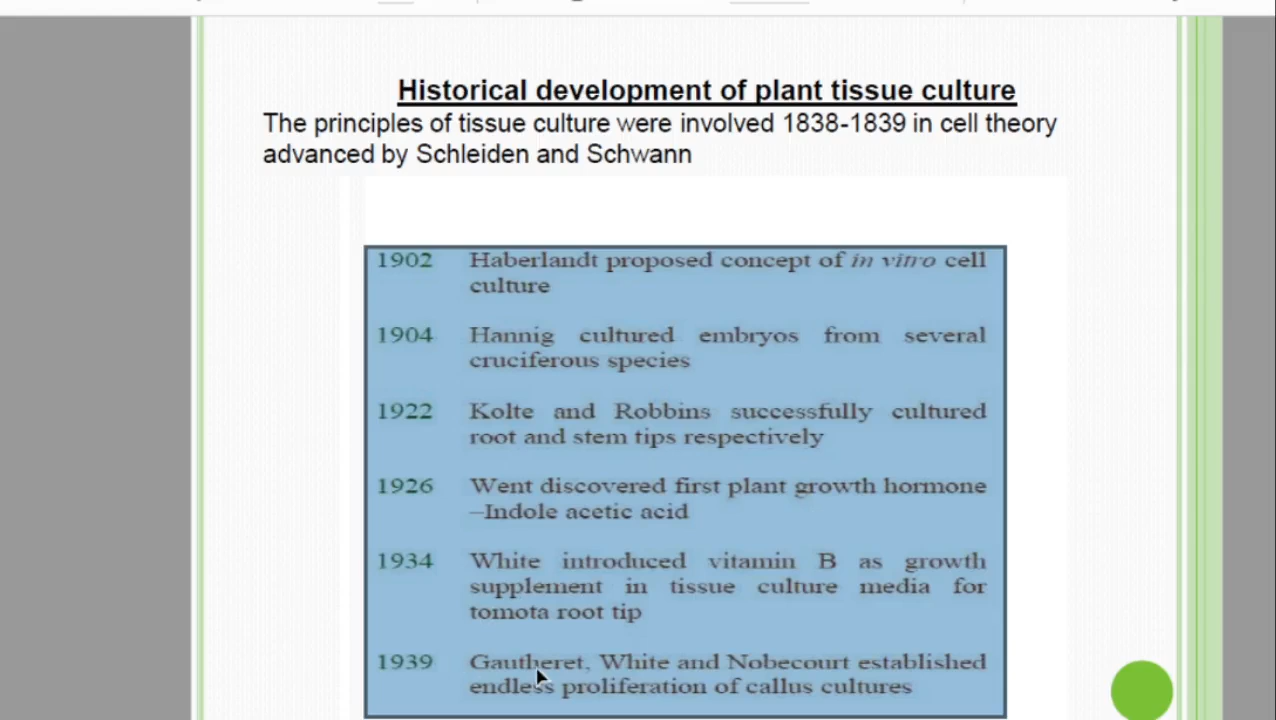 Historical development of plant tissue culture
The principles of tissue culture were involved 1838-1839 in cell theory
advanced by Schleiden and Schwann
1902 Haberlandt proposed concept of in vitro cell
culture
1904 Hannig cultured embryos from several
cruciferous species
1922 Kolte and Robbins successfully cultured
root and stem tips respectively
1926 Went discovered first plant growth hormone
–Indole acetic acid
1934 White introduced vitamin B as growth
supplement in tissue culture media for
tomota root tip
1939 Gautheret, White and Nobecourt established
endless proliferation of callus cultures